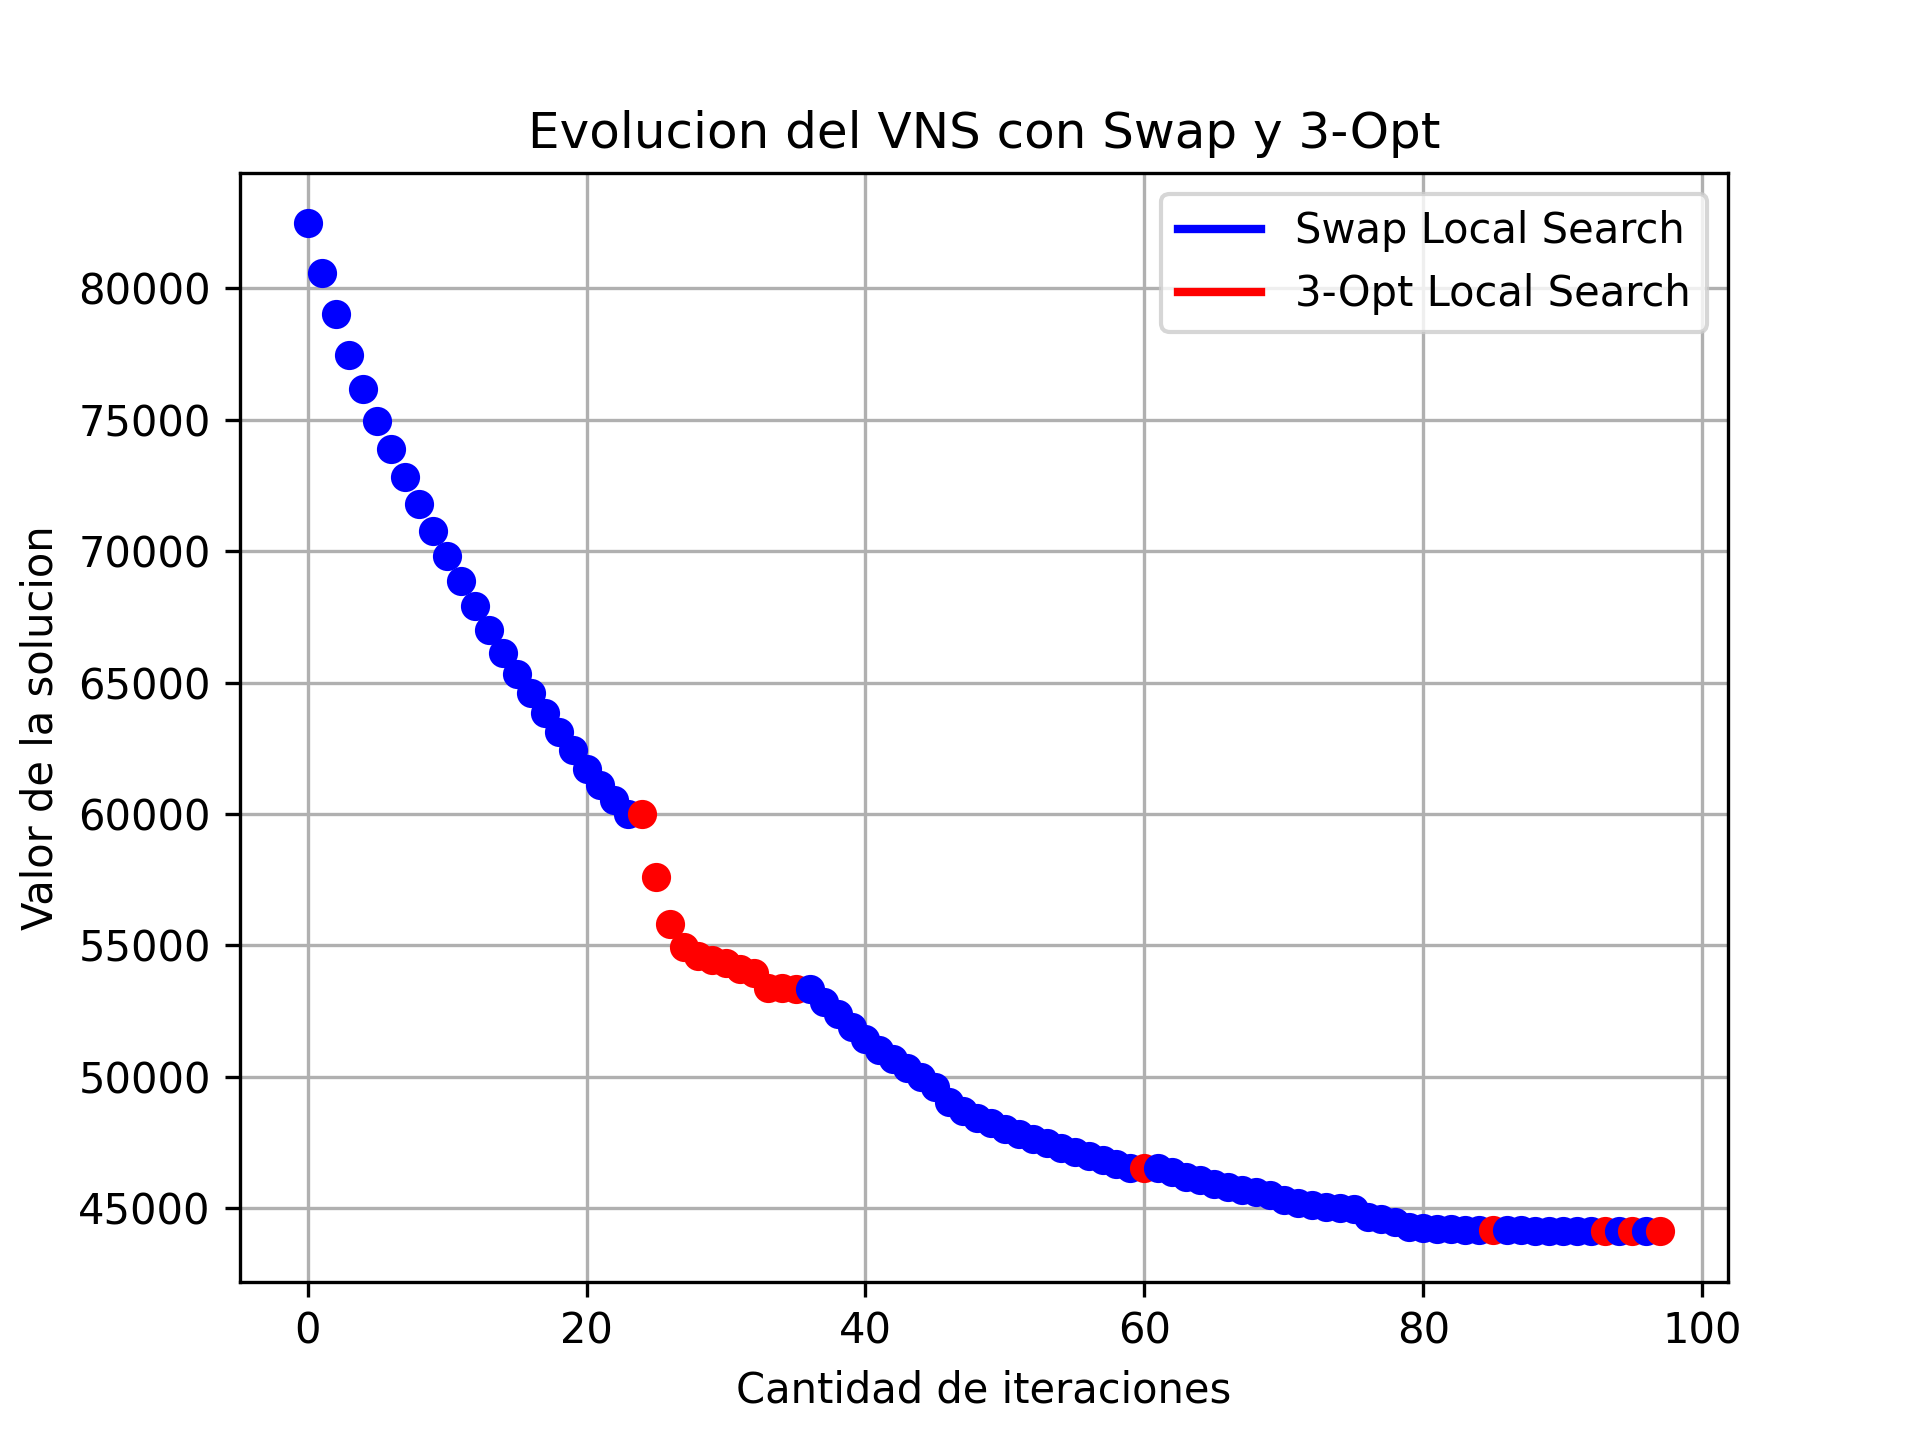 Evolucion del VNS con Swap y 3-Opt
Swap Local Search
3-Opt Local Search
80000
75000
70000
65000
60000
55000
50000
45000
Valor de la solucion
0 20 40 60 80 100
Cantidad de iteraciones